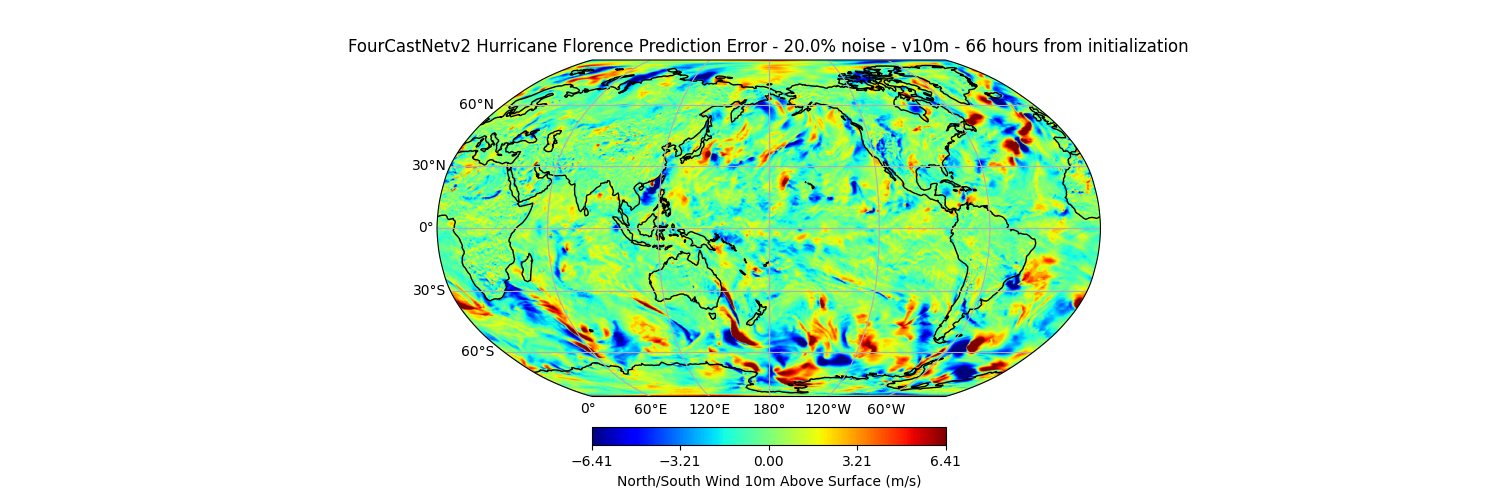 FourCastNetv2 Hurricane Florence Prediction Error - 20.0% noise - v10m - 66 hours from initialization
60°N
30°N
0°
30°S
60°S
0° 60°E 120°E 180° 120°W 60°W
−6.41 −3.21 0.00 3.21 6.41
North/South Wind 10m Above Surface (m/s)